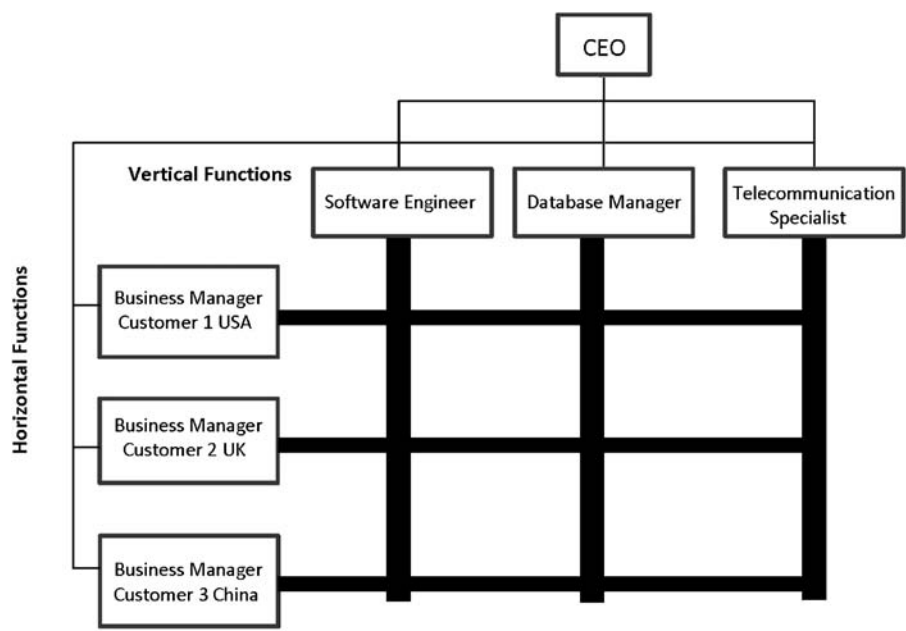 CEO
Vertical Functions
Software Engineer
Database Manager
Telecommunication
Specialist
Horizontal Functions
Business Manager
Customer 1 USA
Business Manager
Customer 2 UK
Business Manager
Customer 3 China